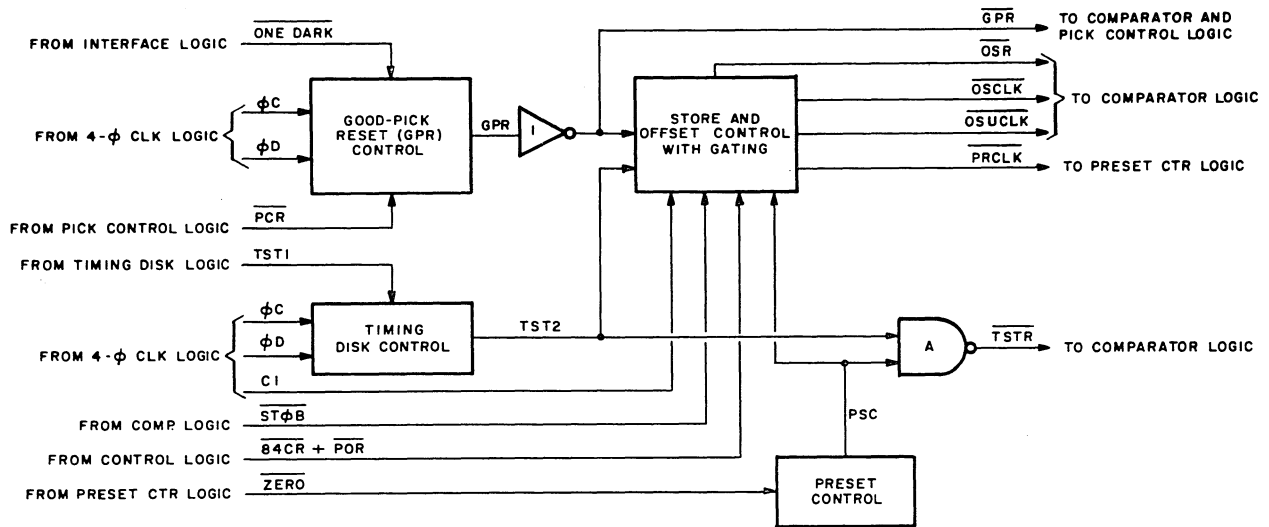 FROM INTERFACE LOGIC
ONE DARK
FROM 4-φ CLK LOGIC
φC
φD
GOOD-PICK
RESET (GPR)
CONTROL
GPR
I
FROM PICK CONTROL LOGIC
PCR
STORE AND
OFFSET CONTROL
WITH GATING
GPR
TO COMPARATOR AND
PICK CONTROL LOGIC
OSR
OSCLK
OSUCLK
TO COMPARATOR LOGIC
PRCLK
TO PRESET CTR LOGIC
FROM TIMING DISK LOGIC
TST1
FROM 4-φ CLK LOGIC
φC
φD
C1
TIMING
DISK CONTROL
TST2
A
TSTR
TO COMPARATOR LOGIC
PSC
FROM COMP. LOGIC
STφB
FROM CONTROL LOGIC
84CR + POR
FROM PRESET CTR LOGIC
ZERO
PRESET
CONTROL